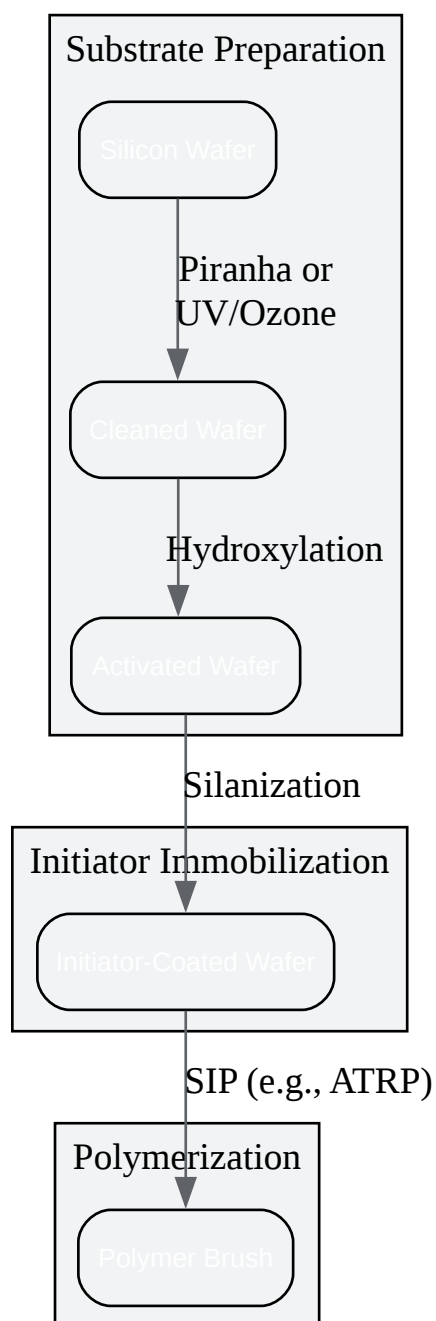 Substrate Preparation
Silicon Wafer
Piranha or
UV/Ozone
Cleaned Wafer
Hydroxylation
Activated Wafer
Silanization
Initiator Immobilization
Initiator-Coated Wafer
SIP (e.g., ATRP)
Polymerization
Polymer Brush